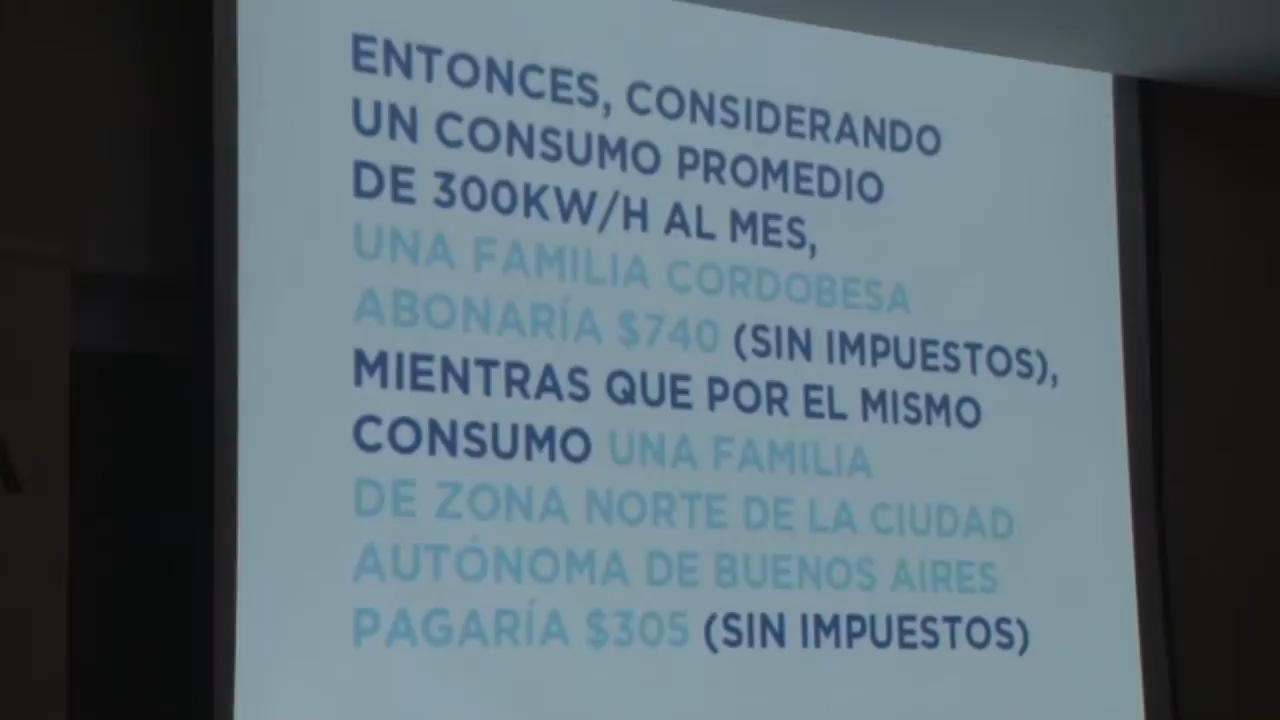 ENTONCES, CONSIDERANDO
UN CONSUMO PROMEDIO
DE 300KW/H AL MES,
UNA FAMILIA CORDOBESA
ABONARÍA $740 (SIN IMPUESTOS),
MIENTRAS QUE POR EL MISMO
CONSUMO UNA FAMILIA
DE ZONA NORTE DE LA CIUDAD
AUTÓNOMA DE BUENOS AIRES
PAGARÍA $305 (SIN IMPUESTOS)